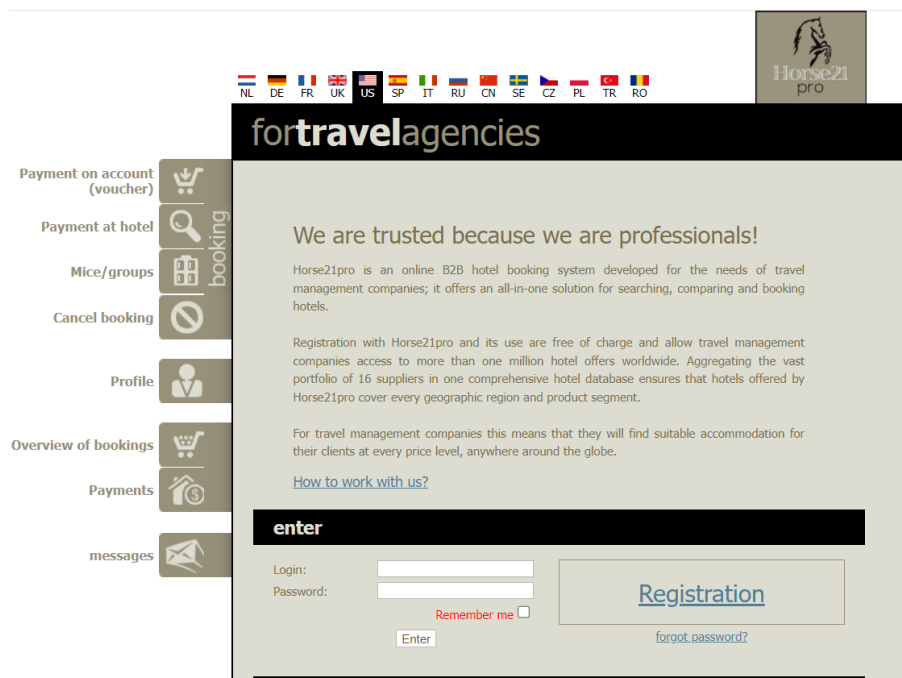 Horse21
pro
NL DE FR UK US SP IT RU CN SE CZ PL TR RO
fortravelagencies
Payment on account
(voucher)
Payment at hotel
Mice/groups
Cancel booking
booking
Profile
Overview of bookings
Payments
messages
We are trusted because we are professionals!
Horse21pro is an online B2B hotel booking system developed for the needs of travel
management companies; it offers an all-in-one solution for searching, comparing and booking
hotels.
Registration with Horse21pro and its use are free of charge and allow travel management
companies access to more than one million hotel offers worldwide. Aggregating the vast
portfolio of 16 suppliers in one comprehensive hotel database ensures that hotels offered by
Horse21pro cover every geographic region and product segment.
For travel management companies this means that they will find suitable accommodation for
their clients at every price level, anywhere around the globe.
How to work with us?
enter
Login:
Password:
Remember me
Enter
Registration
forgot password?